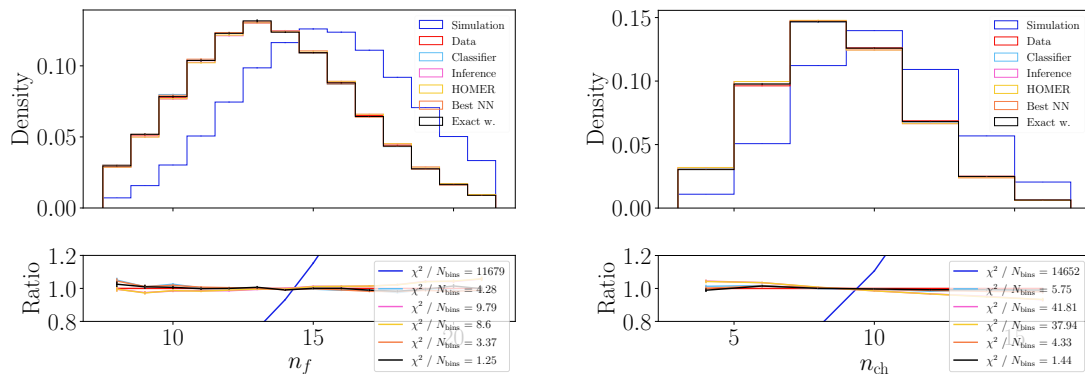 Density
0.10
0.05
0.00
Simulation
Data
Classifier
Inference
HOMER
Best NN
Exact w.
Ratio
1.2
1.0
0.8
χ² / N_bins = 11679
χ² / N_bins = 4.28
χ² / N_bins = 9.79
χ² / N_bins = 8.6
χ² / N_bins = 3.37
χ² / N_bins = 1.25
10 15 20
n_f
Density
0.15
0.10
0.05
0.00
Simulation
Data
Classifier
Inference
HOMER
Best NN
Exact w.
Ratio
1.2
1.0
0.8
χ² / N_bins = 14652
χ² / N_bins = 5.75
χ² / N_bins = 41.81
χ² / N_bins = 37.94
χ² / N_bins = 4.33
χ² / N_bins = 1.44
5 10 15
n_ch